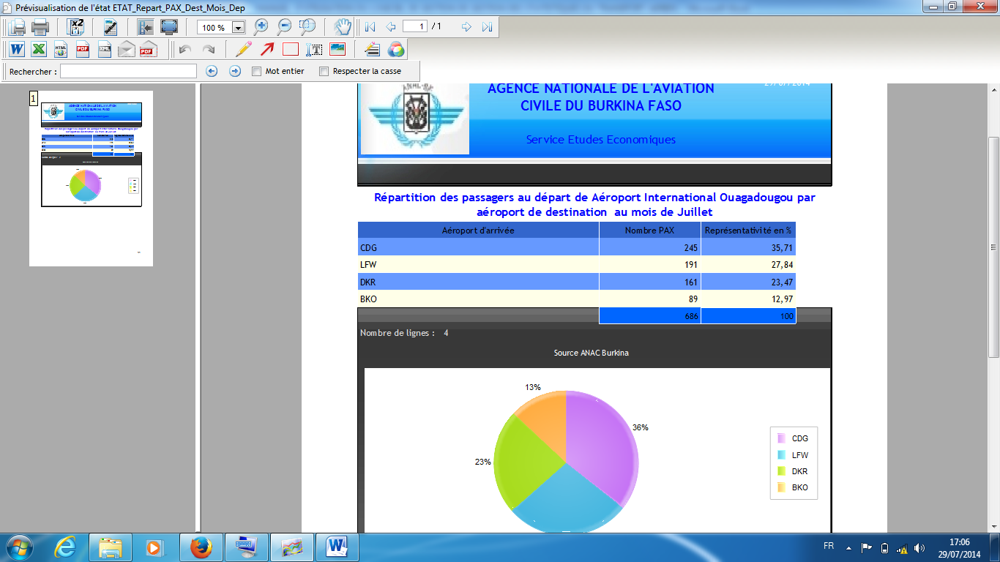 Prévisualisation de l'état ETAT_Repart_PAX_Dest_Mois_Dep
100 %
1 / 1
Rechercher :
Mot entier
Respecter la casse
1
29/07/2014
AGENCE NATIONALE DE L'AVIATION
CIVILE DU BURKINA FASO
Service Etudes Economiques
Répartition des passagers au départ de Aéroport International Ouagadougou par
aéroport de destination au mois de Juillet
Aéroport d'arrivée Nombre PAX Représentativité en %
CDG 245 35,71
LFW 191 27,84
DKR 161 23,47
BKO 89 12,97
686 100
Nombre de lignes : 4
Source ANAC Burkina
13%
36%
23%
CDG
LFW
DKR
BKO
FR
17:06
29/07/2014